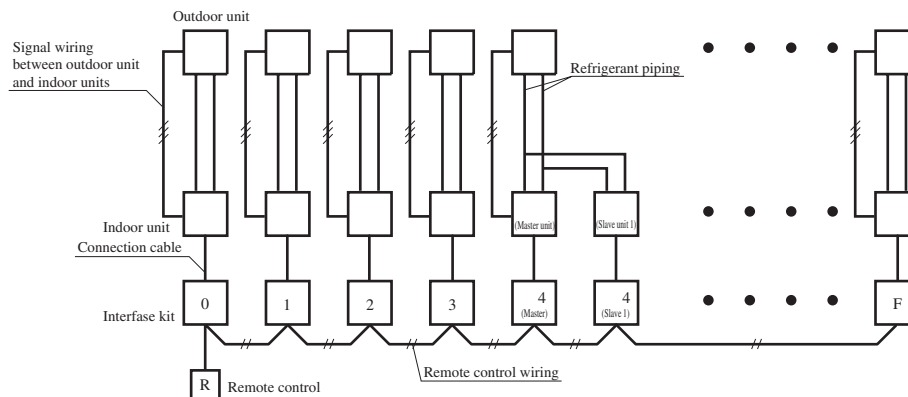 Outdoor unit
Signal wiring
between outdoor unit
and indoor units
Refrigerant piping
(Master unit)
(Slave unit 1)
Indoor unit
Connection cable
Interfase kit
0
1
2
3
4
(Master)
4
(Slave 1)
F
R
Remote control
Remote control wiring